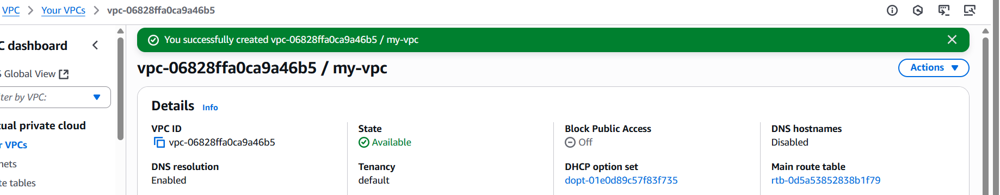 VPC > Your VPCs > vpc-06828ffa0ca9a46b5
C dashboard
S Global View
ter by VPC:
tual private cloud
r VPCs
nets
te tables
You successfully created vpc-06828ffa0ca9a46b5 / my-vpc
vpc-06828ffa0ca9a46b5 / my-vpc
Actions
Details Info
VPC ID
vpc-06828ffa0ca9a46b5
State
Available
Block Public Access
Off
DNS hostnames
Disabled
DNS resolution
Enabled
Tenancy
default
DHCP option set
dopt-01e0d89c57f83f735
Main route table
rtb-0d5a53852838b1f79